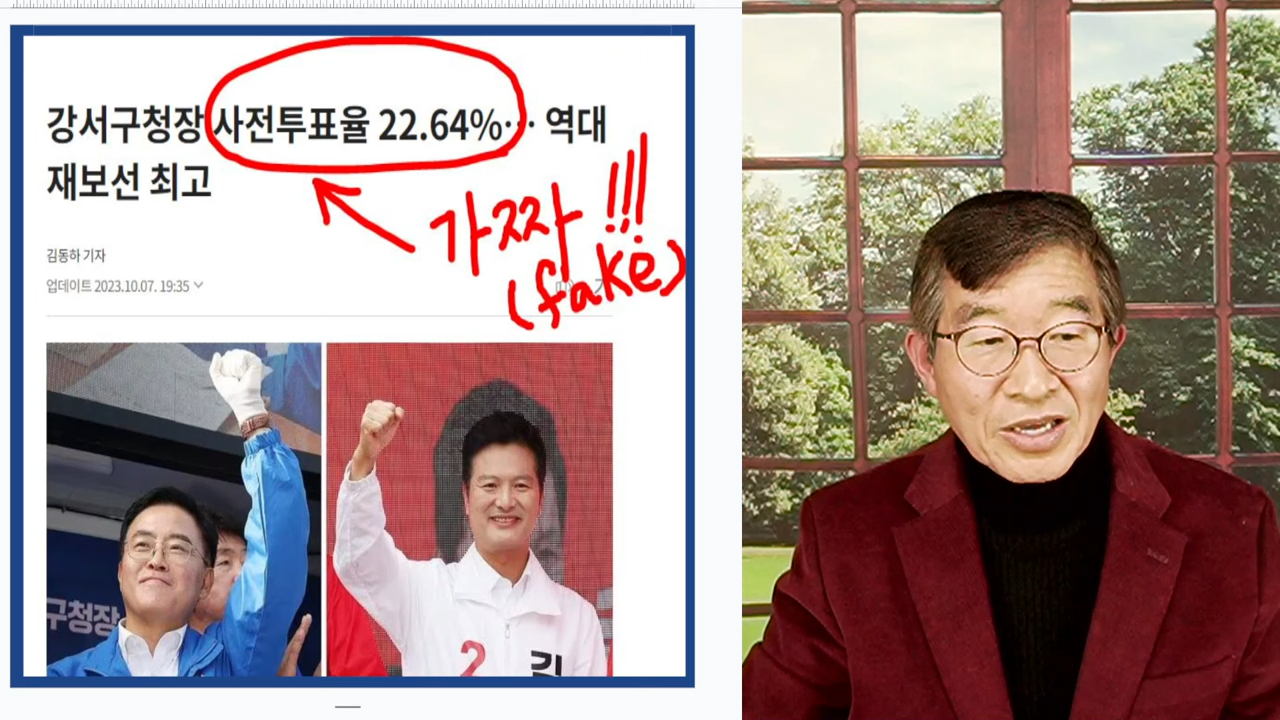 강서구청장 사전투표율 22.64%… 역대
재보선 최고
가짜!!!
(fake)
김동하 기자
업데이트 2023.10.07. 19:35
구청장
2 김